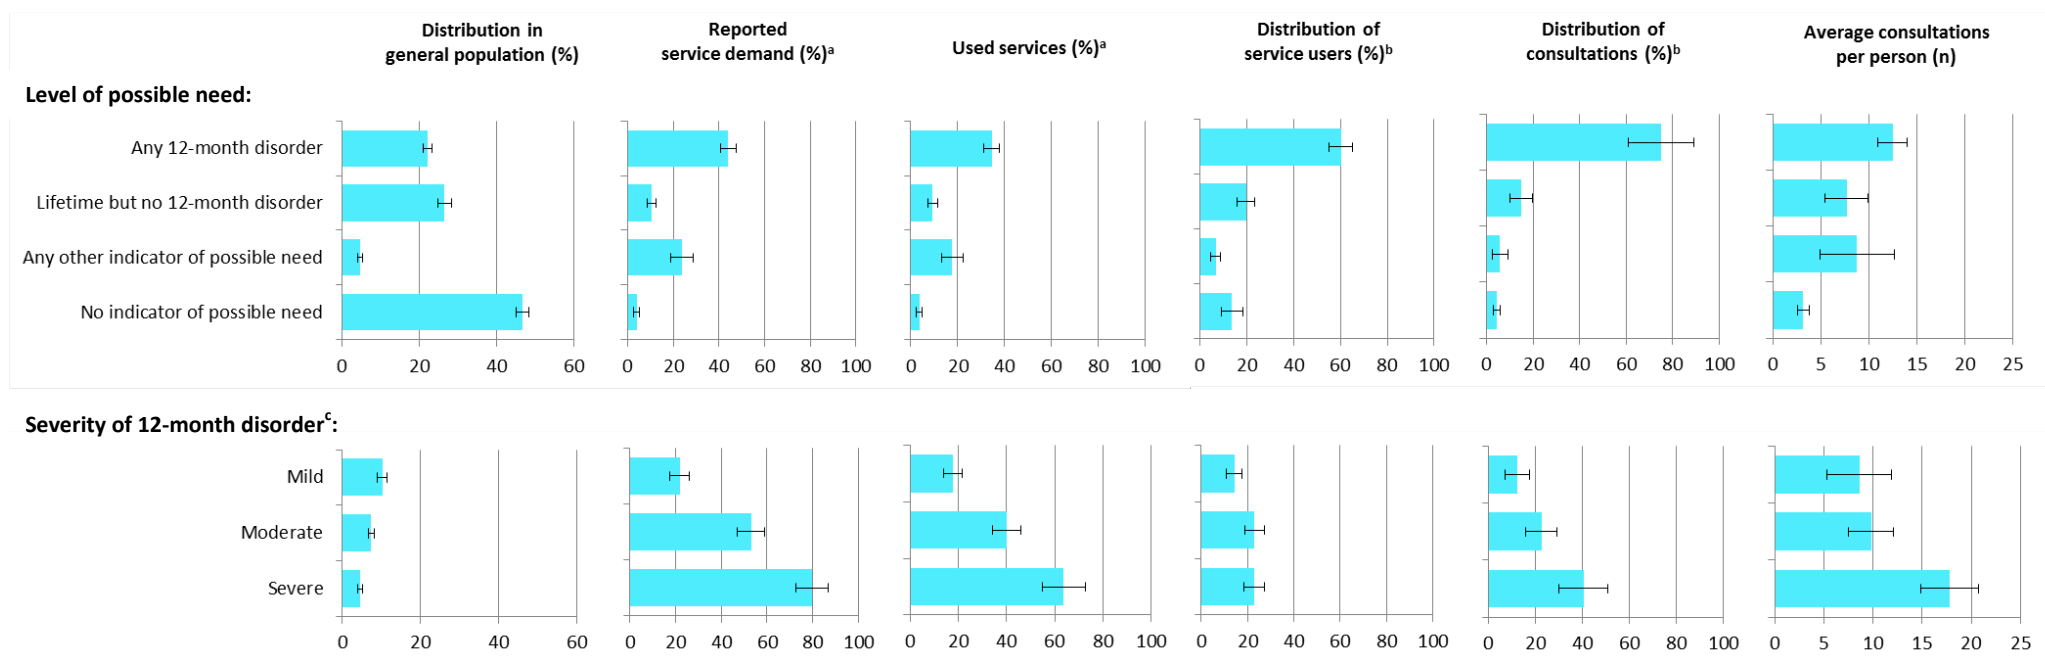 Distribution in
general population (%)
Reported
service demand (%)ᵃ
Used services (%)ᵃ
Distribution of
service users (%)ᵇ
Distribution of
consultations (%)ᵇ
Average consultations
per person (n)
Level of possible need:
Any 12-month disorder
Lifetime but no 12-month disorder
Any other indicator of possible need
No indicator of possible need
0 20 40 60
0 20 40 60 80 100
0 20 40 60 80 100
0 20 40 60 80 100
0 20 40 60 80 100
0 5 10 15 20 25
Severity of 12-month disorderᶜ:
Mild
Moderate
Severe
0 20 40 60
0 20 40 60 80 100
0 20 40 60 80 100
0 20 40 60 80 100
0 20 40 60 80 100
0 5 10 15 20 25